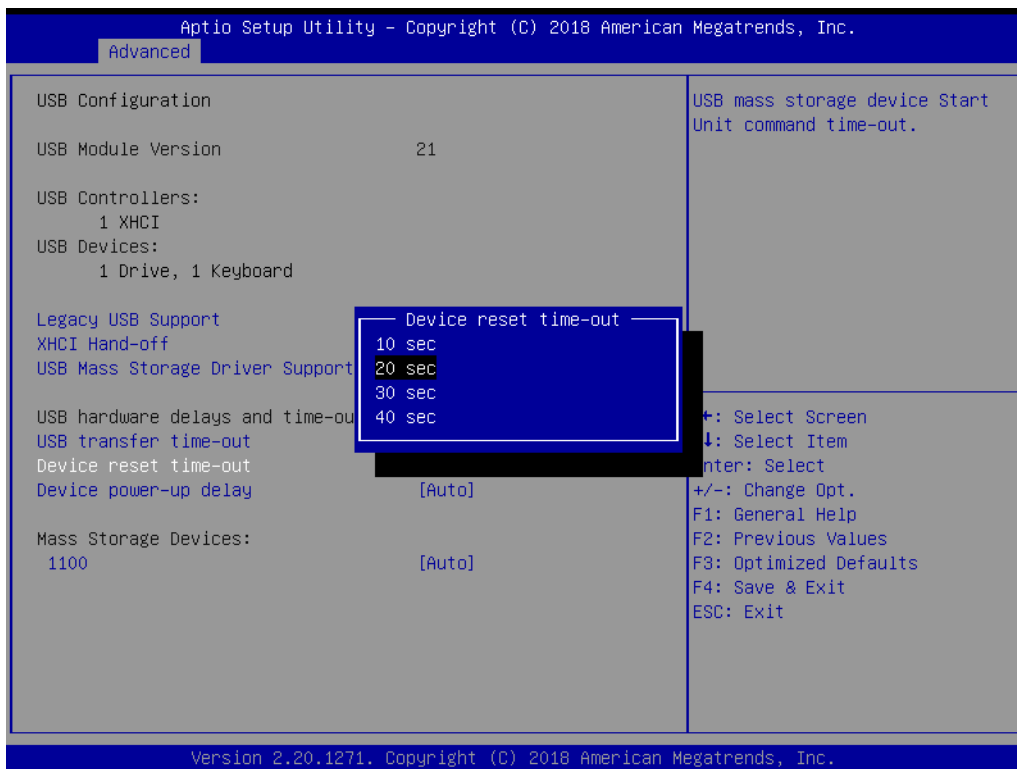 Aptio Setup Utility – Copyright (C) 2018 American Megatrends, Inc.
Advanced
USB Configuration
USB Module Version 21
USB Controllers:
1 XHCI
USB Devices:
1 Drive, 1 Keyboard
Legacy USB Support
XHCI Hand-off
USB Mass Storage Driver Support
USB hardware delays and time-ou
USB transfer time-out
Device reset time-out
Device power-up delay [Auto]
Mass Storage Devices:
1100 [Auto]
Device reset time-out
10 sec
20 sec
30 sec
40 sec
USB mass storage device Start
Unit command time-out.
: Select Screen
: Select Item
nter: Select
+/-: Change Opt.
F1: General Help
F2: Previous Values
F3: Optimized Defaults
F4: Save & Exit
ESC: Exit
Version 2.20.1271. Copyright (C) 2018 American Megatrends, Inc.